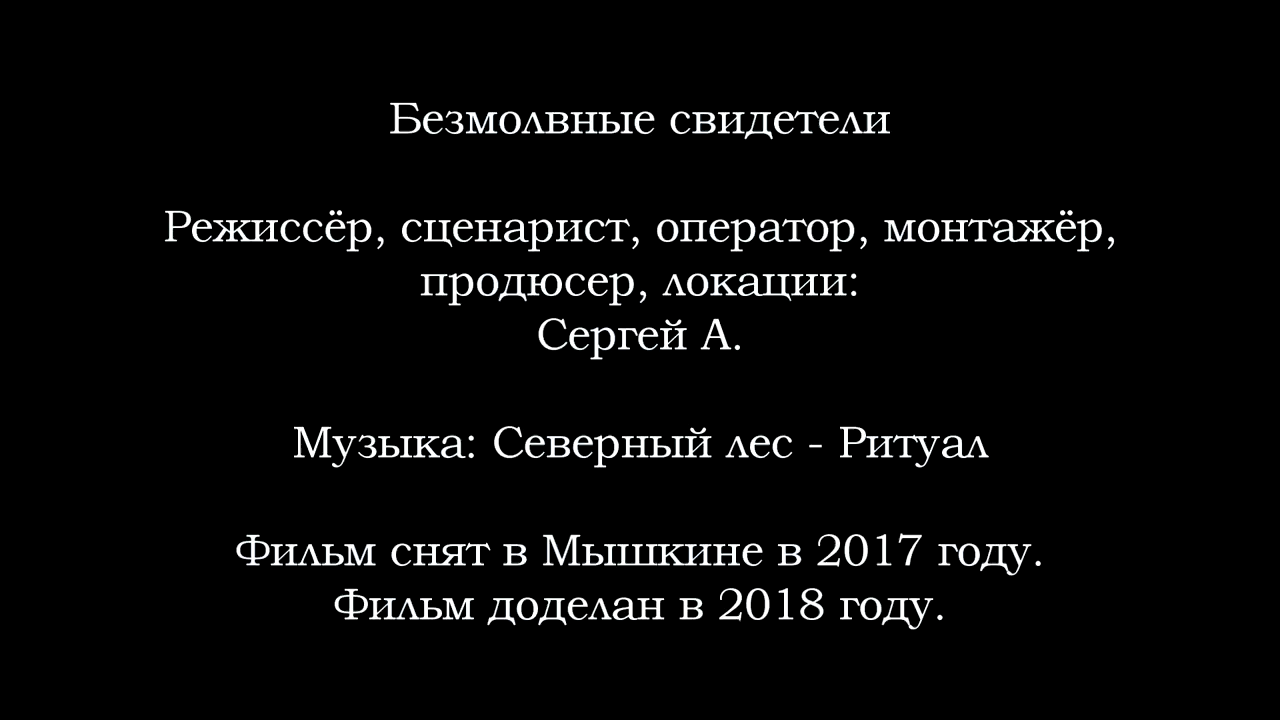 Безмолвные свидетели
Режиссёр, сценарист, оператор, монтажёр,
продюсер, локации:
Сергей А.
Музыка: Северный лес - Ритуал
Фильм снят в Мышкине в 2017 году.
Фильм доделан в 2018 году.